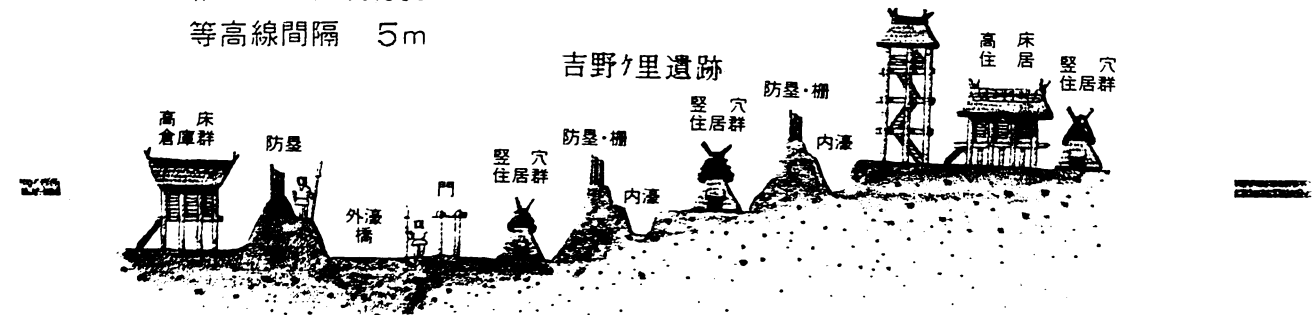 等高線間隔 5m
吉野ケ里遺跡
高床
倉庫群
防塁
外濠
橋
門
竪穴
住居群
防塁・柵
内濠
竪穴
住居群
防塁・柵
内濠
高床
住居
竪穴
住居群